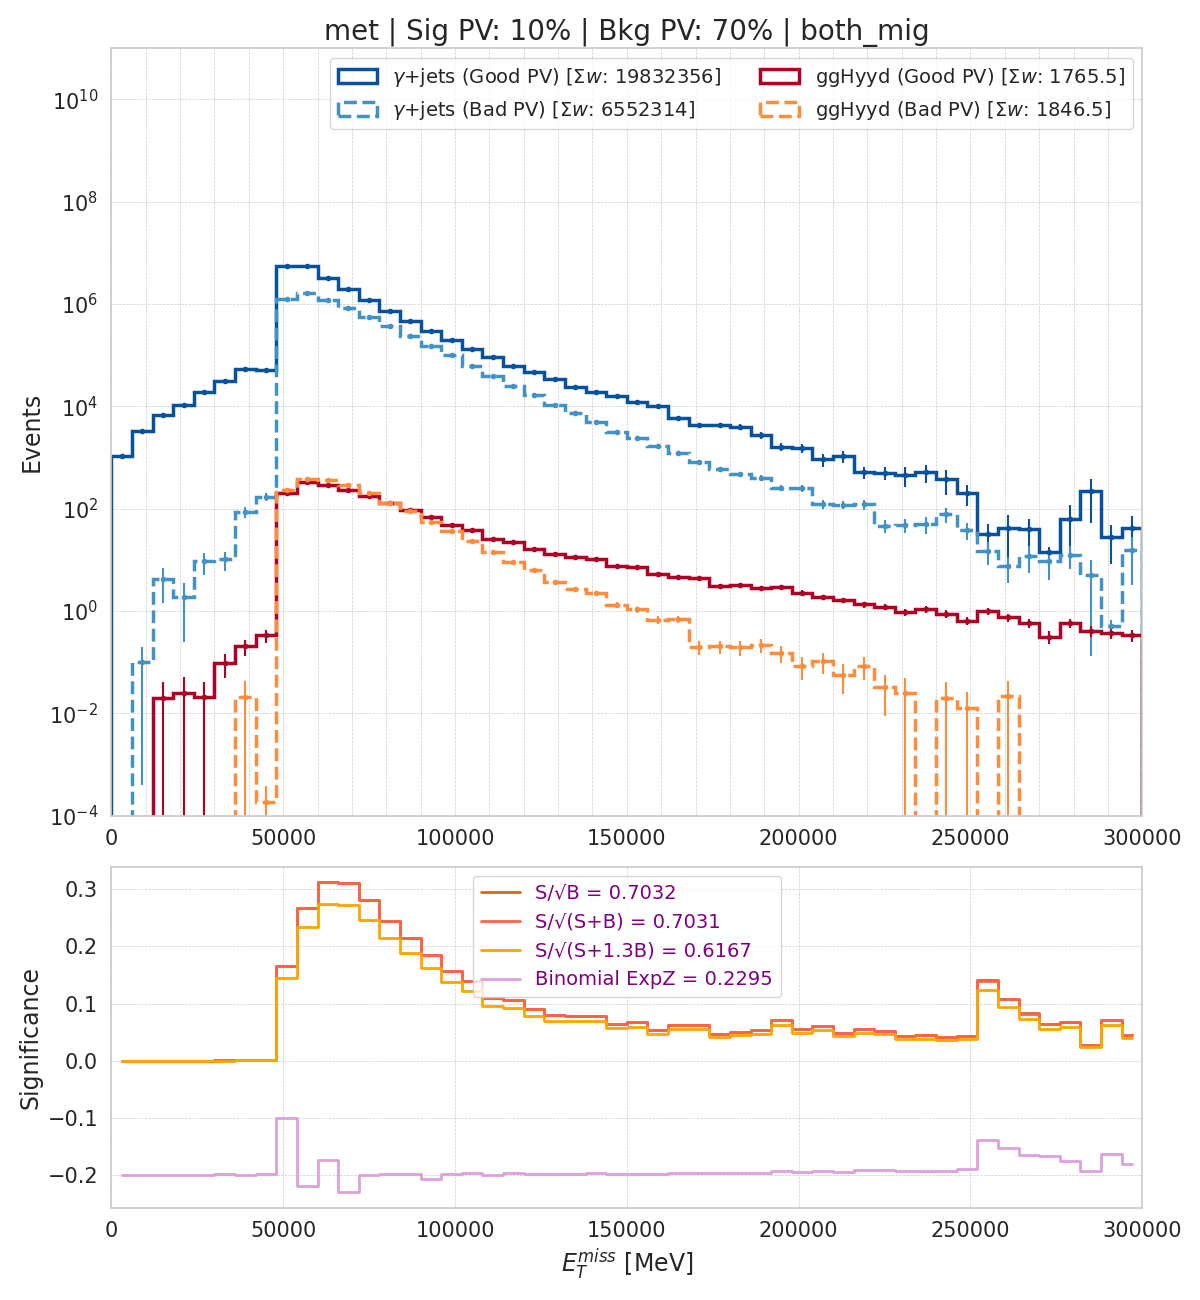 met | Sig PV: 10% | Bkg PV: 70% | both_mig
γ+jets (Good PV) [Σw: 19832356]
γ+jets (Bad PV) [Σw: 6552314]
ggHyyd (Good PV) [Σw: 1765.5]
ggHyyd (Bad PV) [Σw: 1846.5]
Events
10^10
10^8
10^6
10^4
10^2
10^0
10^−2
10^−4
0 50000 100000 150000 200000 250000 300000
S/√B = 0.7032
S/√(S+B) = 0.7031
S/√(S+1.3B) = 0.6167
Binomial ExpZ = 0.2295
Significance
0.3
0.2
0.1
0.0
−0.1
−0.2
0 50000 100000 150000 200000 250000 300000
E_T^miss [MeV]